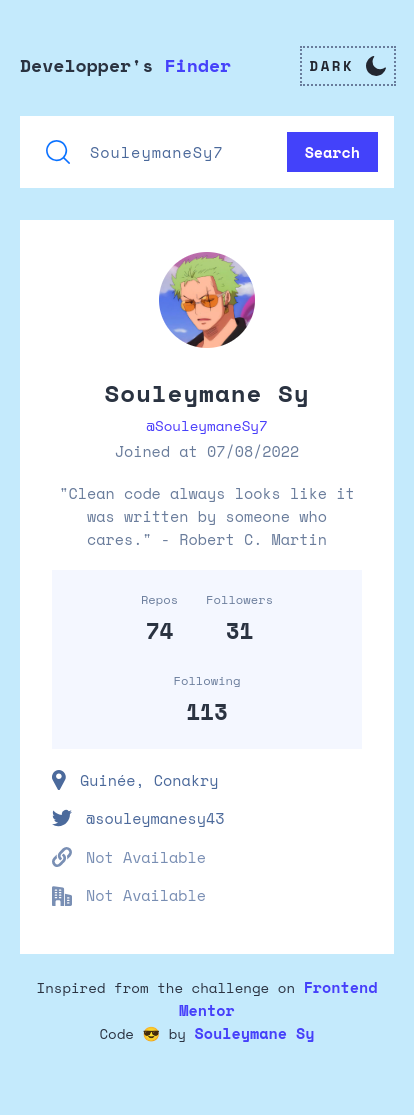 Developper's Finder
DARK
SouleymaneSy7
Search
Souleymane Sy
@SouleymaneSy7
Joined at 07/08/2022
"Clean code always looks like it
was written by someone who
cares." - Robert C. Martin
Repos Followers
74 31
Following
113
Guinée, Conakry
@souleymanesy43
Not Available
Not Available
Inspired from the challenge on Frontend
Mentor
Code 😎 by Souleymane Sy